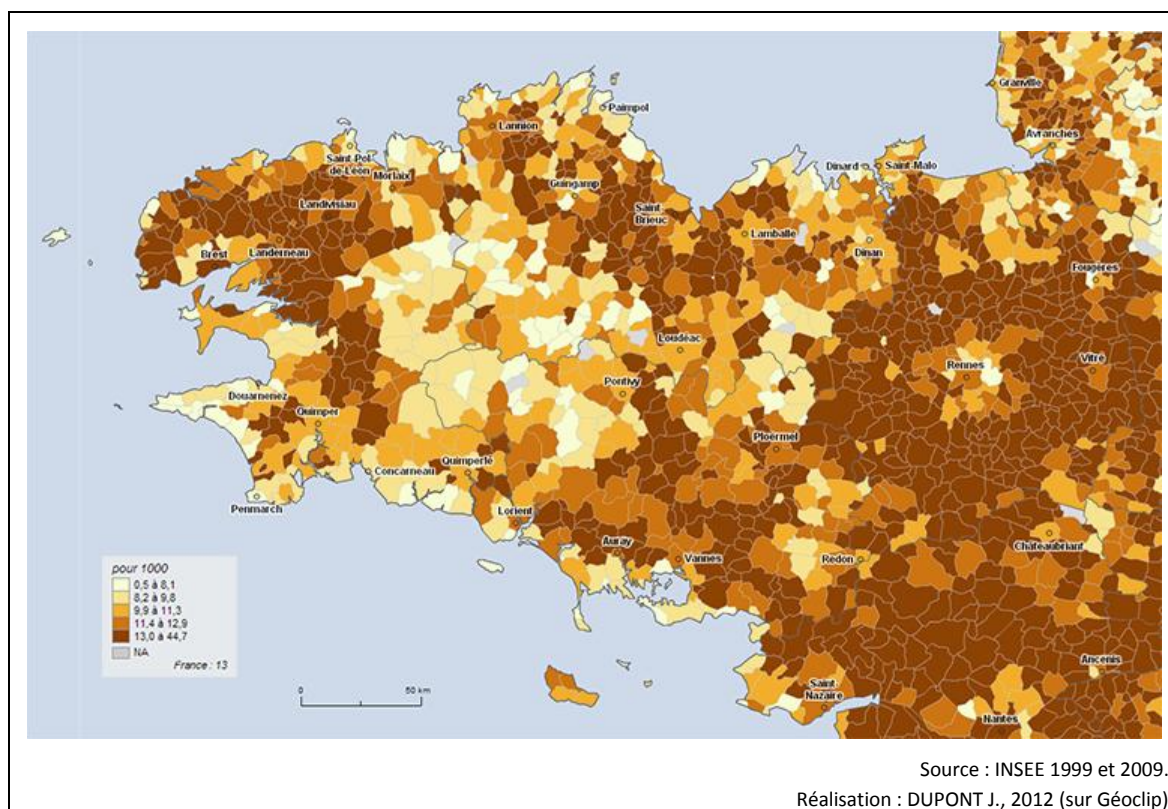 Granville
Paimpol
Lannion
Avranches
Saint-Pol-
de-Léon
Dinard
Saint-Malo
Morlaix
Guingamp
Landivisiau
Saint-
Brieuc
Lamballe
Brest
Landerneau
Dinan
Fougères
Loudéac
Rennes
Vitré
Douarnenez
Pontivy
Quimper
Ploërmel
Concarneau
Quimperlé
Penmarch
Lorient
Auray
Vannes
Redon
Chateaubriant
Ancenis
Saint-
Nazaire
Nantes
pour 1000
0,5 à 8,1
8,2 à 9,8
9,9 à 11,3
11,4 à 12,9
13,0 à 44,7
NA
France : 13
0 50 km
Source : INSEE 1999 et 2009.
Réalisation : DUPONT J., 2012 (sur Géoclip)